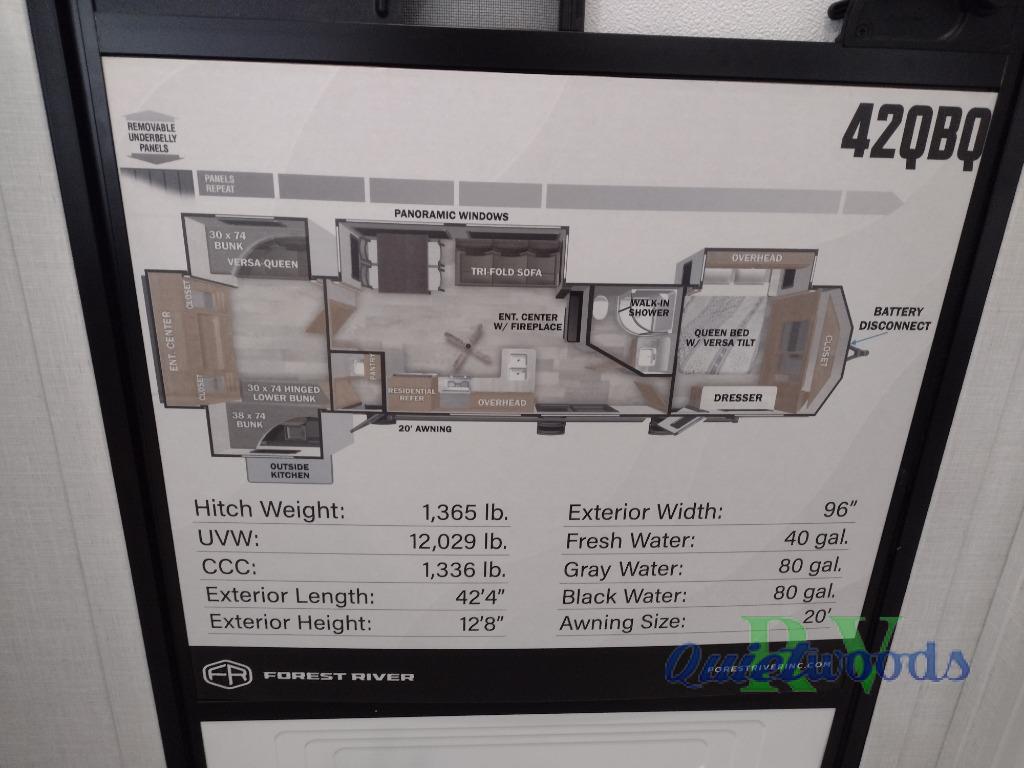 42QBQ
REMOVABLE
UNDERBELLY
PANELS
PANELS
REPEAT
PANORAMIC WINDOWS
30 x 74
BUNK
VERSA-QUEEN
TRI-FOLD SOFA
OVERHEAD
CLOSET
ENT. CENTER
ENT. CENTER
W/ FIREPLACE
WALK-IN
SHOWER
QUEEN BED
W/ VERSA TILT
CLOSET
BATTERY
DISCONNECT
CLOSET
30 x 74 HINGED
LOWER BUNK
PANTRY
RESIDENTIAL
REFER
OVERHEAD
DRESSER
38 x 74
BUNK
20' AWNING
OUTSIDE
KITCHEN
Hitch Weight: 1,365 lb.
UVW: 12,029 lb.
CCC: 1,336 lb.
Exterior Length: 42'4"
Exterior Height: 12'8"
Exterior Width: 96"
Fresh Water: 40 gal.
Gray Water: 80 gal.
Black Water: 80 gal.
Awning Size: 20'
FR FOREST RIVER
FORESTRIVERINC.COM
Quietwoods RV